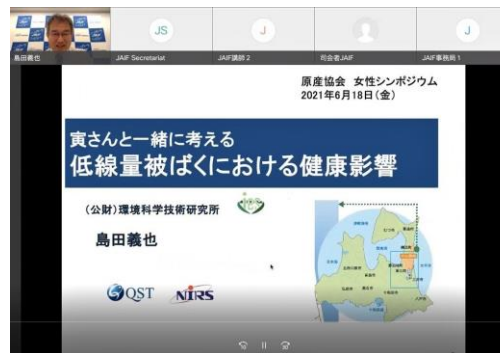 JS
J
J
島田義也
JAIF Secretariat
JAIF講師 2
司会者JAIF
JAIF事務局 1
原産協会 女性シンポジウム
2021年6月18日(金)
寅さんと一緒に考える
低線量被ばくにおける健康影響
(公財)環境科学技術研究所
島田義也
QST NIRS